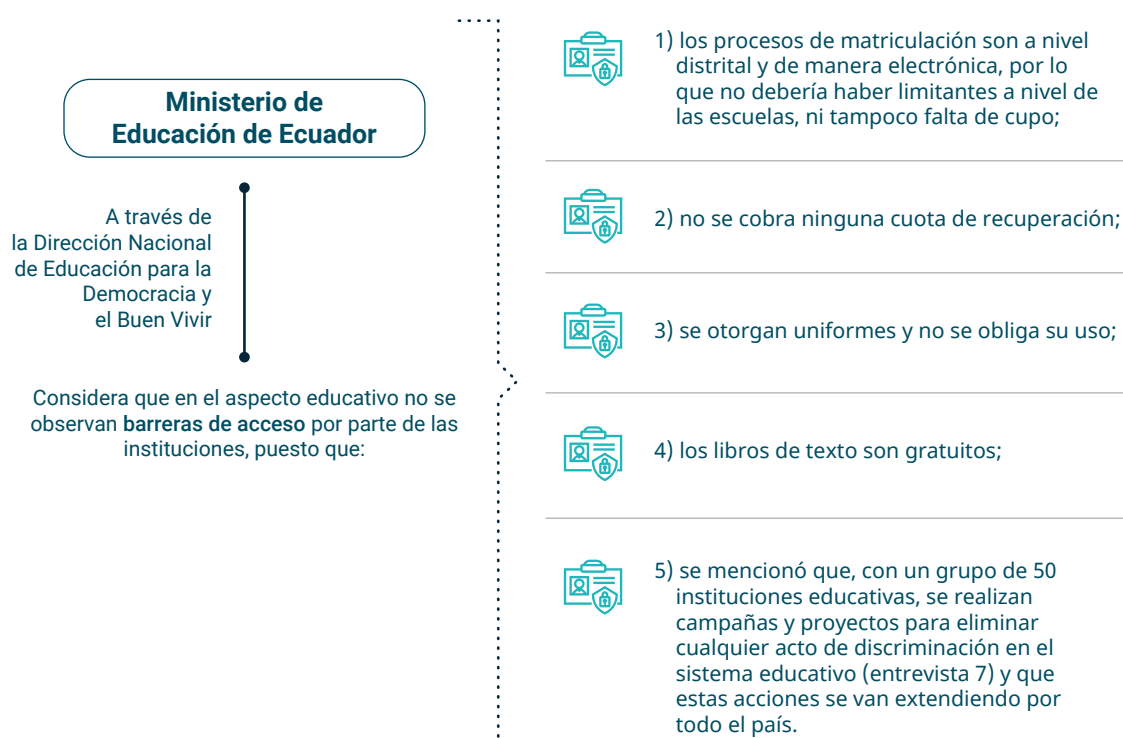 Ministerio de
Educación de Ecuador
A través de
la Dirección Nacional
de Educación para la
Democracia y
el Buen Vivir
Considera que en el aspecto educativo no se
observan barreras de acceso por parte de las
instituciones, puesto que:
1) los procesos de matriculación son a nivel
distrital y de manera electrónica, por lo
que no debería haber limitantes a nivel de
las escuelas, ni tampoco falta de cupo;
2) no se cobra ninguna cuota de recuperación;
3) se otorgan uniformes y no se obliga su uso;
4) los libros de texto son gratuitos;
5) se mencionó que, con un grupo de 50
instituciones educativas, se realizan
campañas y proyectos para eliminar
cualquier acto de discriminación en el
sistema educativo (entrevista 7) y que
estas acciones se van extendiendo por
todo el país.